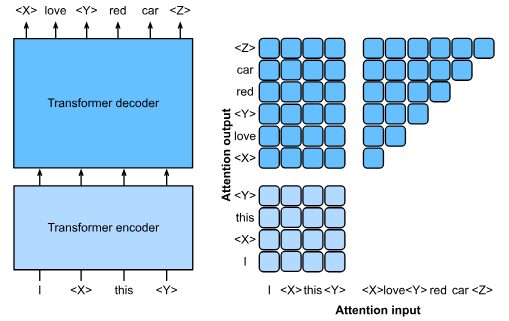 <X> love <Y> red car <Z>
Transformer decoder
Transformer encoder
I <X> this <Y>
Attention output
<Z>
car
red
<Y>
love
<X>
<Y>
this
<X>
I
I <X> this <Y> <X> love <Y> red car <Z>
Attention input